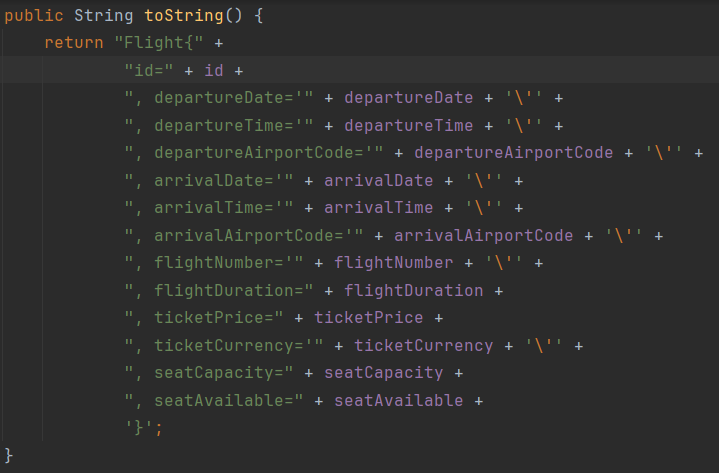 public String toString() {
return "Flight{" +
"id=" + id +
", departureDate='" + departureDate + '\'' +
", departureTime='" + departureTime + '\'' +
", departureAirportCode='" + departureAirportCode + '\'' +
", arrivalDate='" + arrivalDate + '\'' +
", arrivalTime='" + arrivalTime + '\'' +
", arrivalAirportCode='" + arrivalAirportCode + '\'' +
", flightNumber='" + flightNumber + '\'' +
", flightDuration=" + flightDuration +
", ticketPrice=" + ticketPrice +
", ticketCurrency='" + ticketCurrency + '\'' +
", seatCapacity=" + seatCapacity +
", seatAvailable=" + seatAvailable +
'}';
}